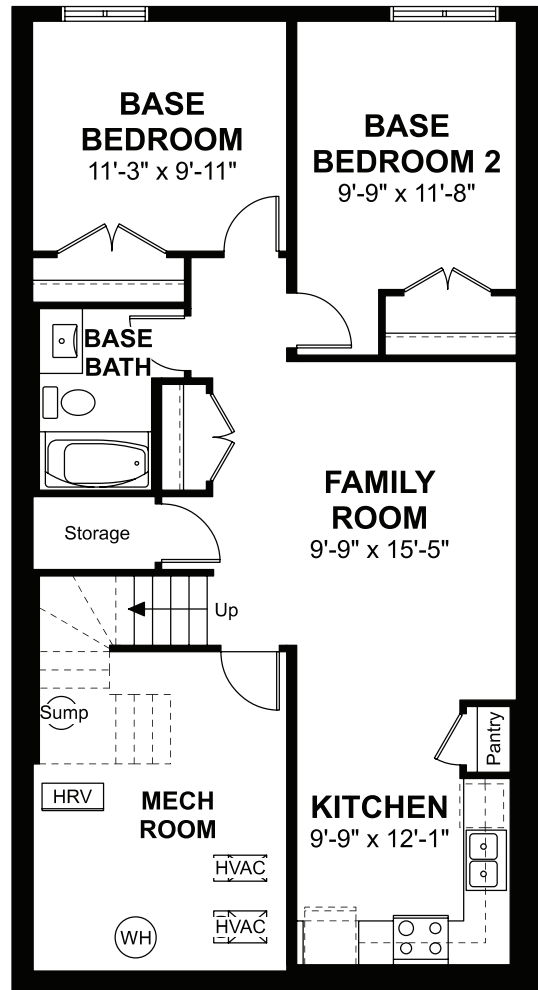 BASE
BEDROOM
11'-3" x 9'-11"
BASE
BEDROOM 2
9'-9" x 11'-8"
BASE
BATH
FAMILY
ROOM
9'-9" x 15'-5"
Storage
Up
Sump
Pantry
HRV
MECH
ROOM
KITCHEN
9'-9" x 12'-1"
HVAC
HVAC
WH